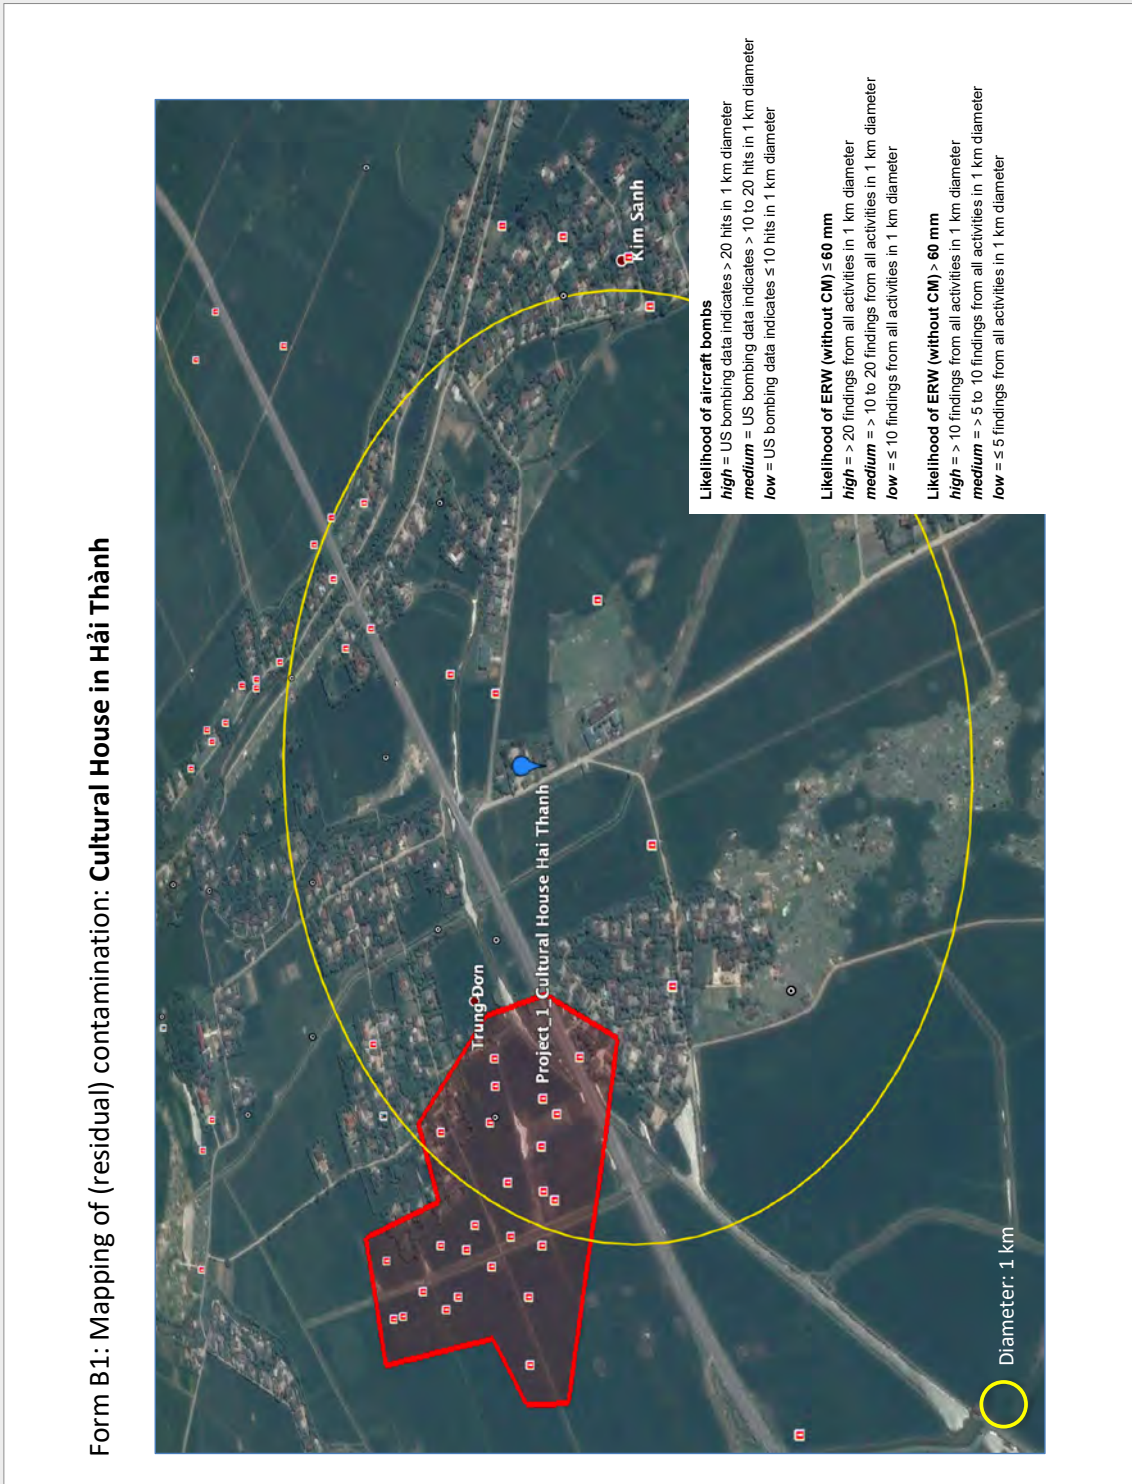 Form B1: Mapping of (residual) contamination: Cultural House in Hải Thành
Kim Sanh
Trung Đơn
Project_1_Cultural House Hai Thanh
Likelihood of aircraft bombs
high = US bombing data indicates > 20 hits in 1 km diameter
medium = US bombing data indicates > 10 to 20 hits in 1 km diameter
low = US bombing data indicates ≤ 10 hits in 1 km diameter
Likelihood of ERW (without CM) ≤ 60 mm
high = > 20 findings from all activities in 1 km diameter
medium = > 10 to 20 findings from all activities in 1 km diameter
low = ≤ 10 findings from all activities in 1 km diameter
Likelihood of ERW (without CM) > 60 mm
high = > 10 findings from all activities in 1 km diameter
medium = > 5 to 10 findings from all activities in 1 km diameter
low = ≤ 5 findings from all activities in 1 km diameter
Diameter: 1 km